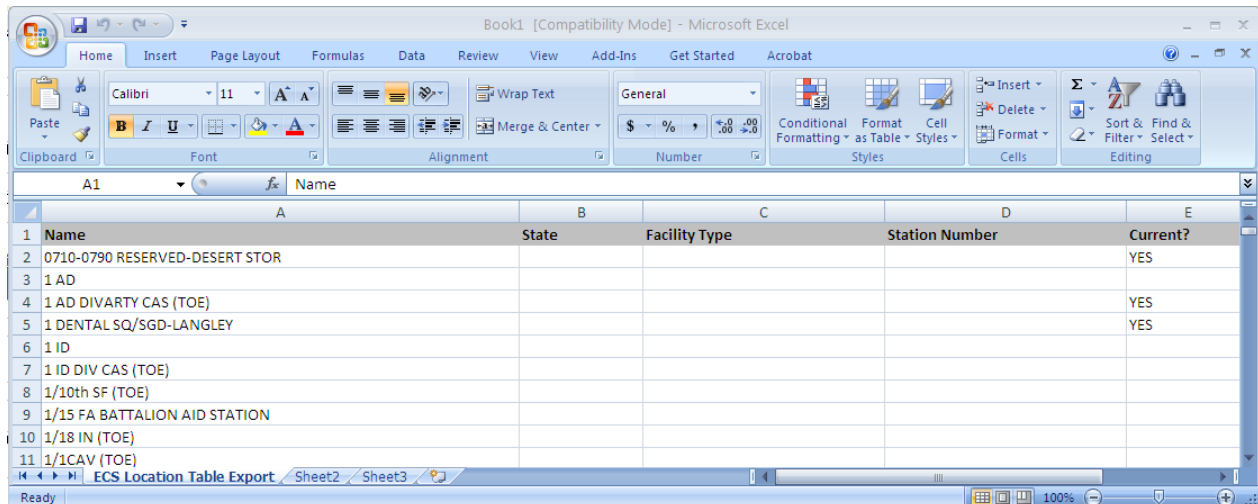 Book1 [Compatibility Mode] - Microsoft Excel
Home Insert Page Layout Formulas Data Review View Add-Ins Get Started Acrobat
Paste
Calibri 11 A A
B I U A
Wrap Text
Merge & Center
General
$ % , .0 .00 .00 .0
Conditional Formatting
Format as Table
Cell Styles
Insert
Delete
Format
Σ
Sort & Filter
Find & Select
Clipboard Font Alignment Number Styles Cells Editing
A1 fx Name
A B C D E
1 Name State Facility Type Station Number Current?
2 0710-0790 RESERVED-DESERT STOR YES
3 1 AD
4 1 AD DIVARTY CAS (TOE) YES
5 1 DENTAL SQ/SGD-LANGLEY YES
6 1 ID
7 1 ID DIV CAS (TOE)
8 1/10th SF (TOE)
9 1/15 FA BATTALION AID STATION
10 1/18 IN (TOE)
11 1/1CAV (TOE)
ECS Location Table Export Sheet2 Sheet3
Ready 100%